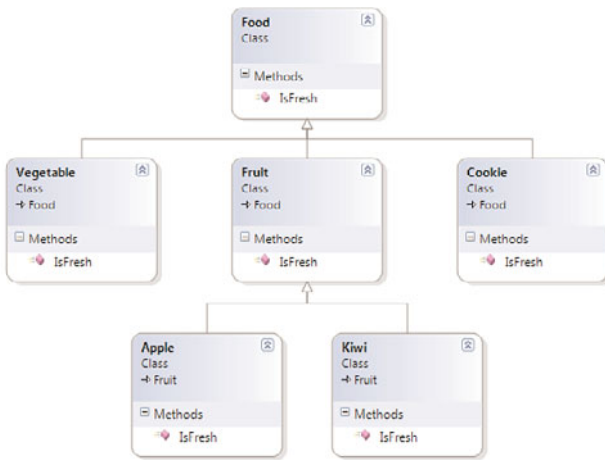 Food
Class
Methods
IsFresh
Vegetable
Class
Food
Methods
IsFresh
Fruit
Class
Food
Methods
IsFresh
Cookie
Class
Food
Methods
IsFresh
Apple
Class
Fruit
Methods
IsFresh
Kiwi
Class
Fruit
Methods
IsFresh